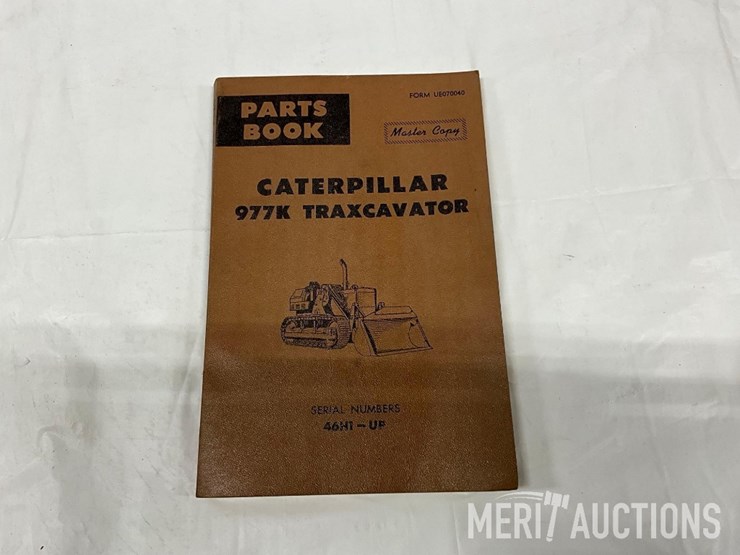 PARTS
BOOK
FORM UE070040
Master Copy
CATERPILLAR
977K TRAXCAVATOR
SERIAL NUMBERS
46H1-UP
MERIT AUCTIONS